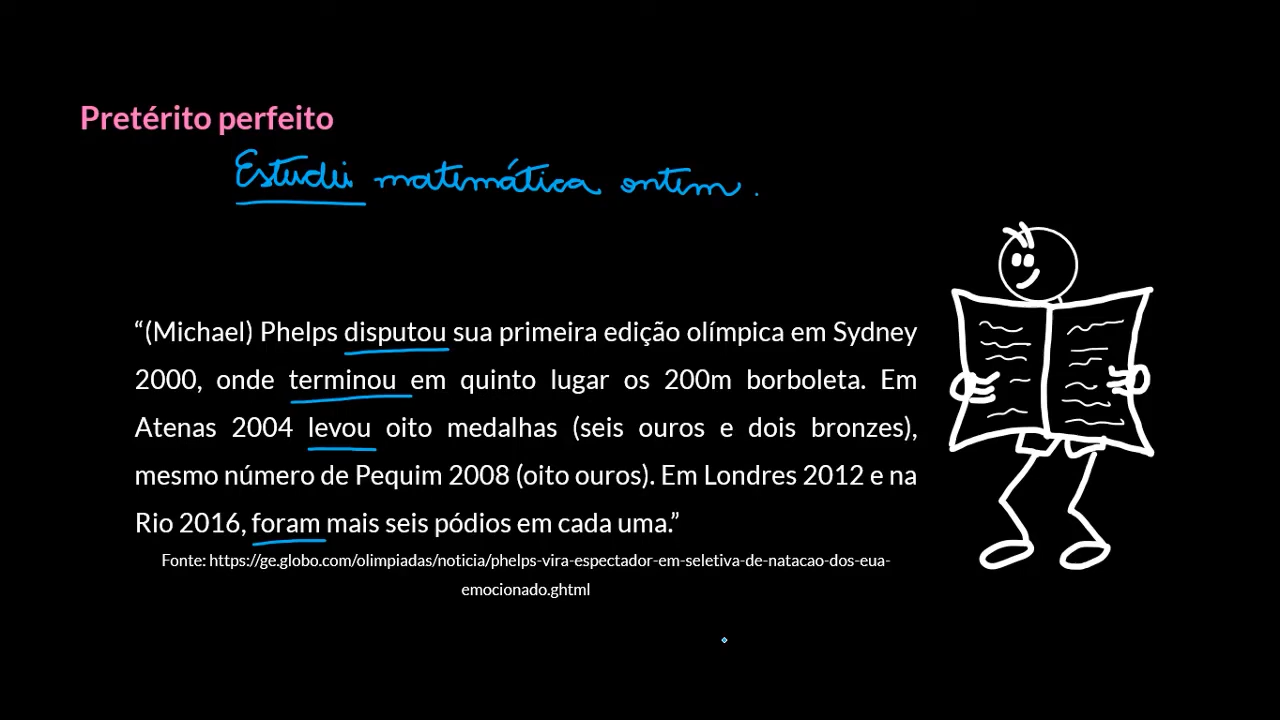 Pretérito perfeito
Estudei matemática ontem.
“(Michael) Phelps disputou sua primeira edição olímpica em Sydney
2000, onde terminou em quinto lugar os 200m borboleta. Em
Atenas 2004 levou oito medalhas (seis ouros e dois bronzes),
mesmo número de Pequim 2008 (oito ouros). Em Londres 2012 e na
Rio 2016, foram mais seis pódios em cada uma.”
Fonte: https://ge.globo.com/olimpiadas/noticia/phelps-vira-espectador-em-seletiva-de-natacao-dos-eua-
emocionado.ghtml